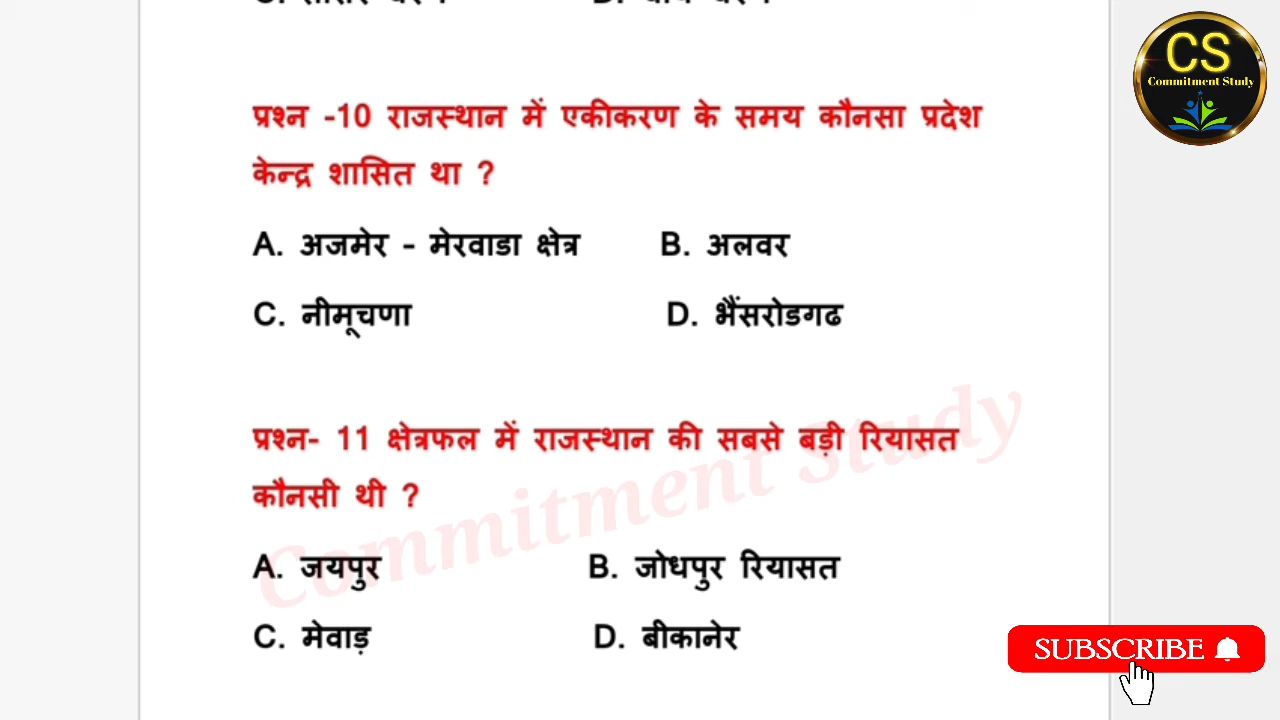 CS
Commitment Study
प्रश्न -10 राजस्थान में एकीकरण के समय कौनसा प्रदेश
केन्द्र शासित था ?
A. अजमेर - मेरवाडा क्षेत्र B. अलवर
C. नीमूचणा D. भैंसरोडगढ
प्रश्न- 11 क्षेत्रफल में राजस्थान की सबसे बड़ी रियासत
कौनसी थी ?
Commitment Study
A. जयपुर B. जोधपुर रियासत
C. मेवाड़ D. बीकानेर
SUBSCRIBE